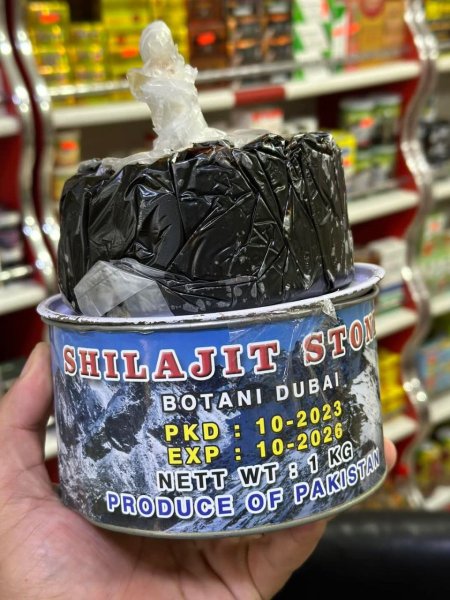 SHILAJIT STON
BOTANI DUBAI
PKD : 10-2023
EXP : 10-2026
NETT WT : 1 KG
PRODUCE OF PAKISTAN